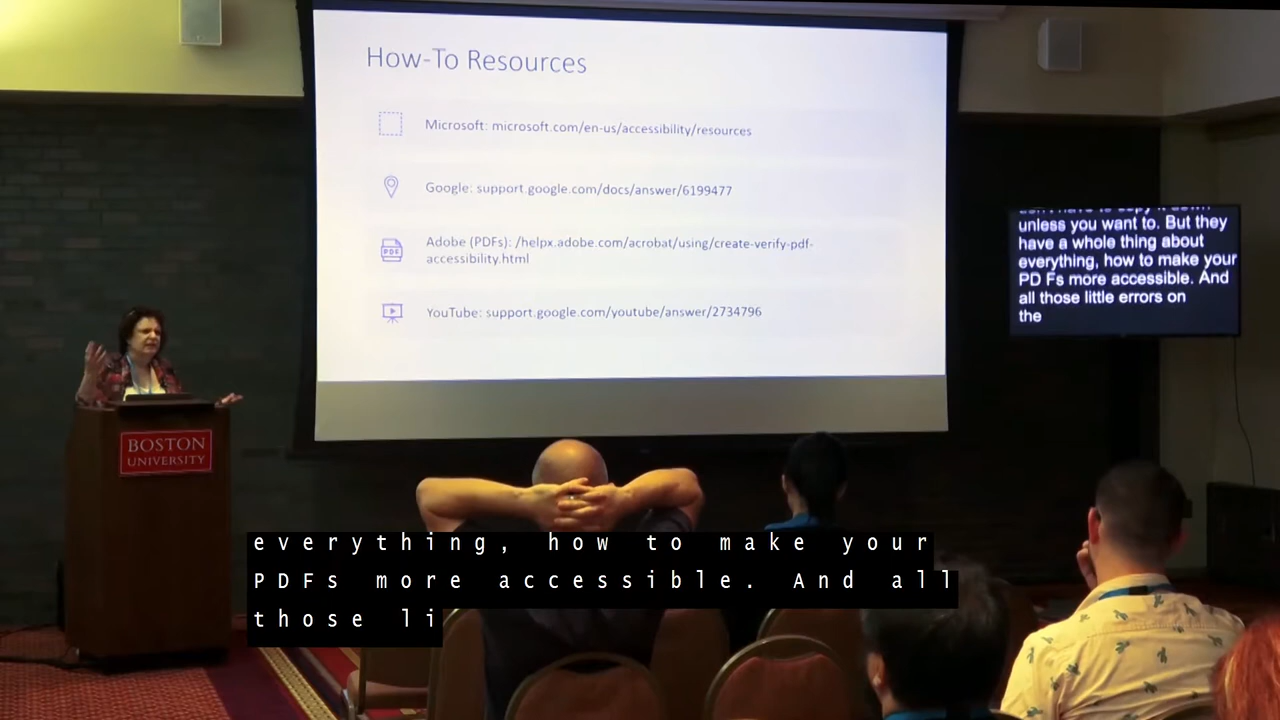 How-To Resources
Microsoft: microsoft.com/en-us/accessibility/resources
Google: support.google.com/docs/answer/6199477
Adobe (PDFs): /helpx.adobe.com/acrobat/using/create-verify-pdf-
accessibility.html
PDF
YouTube: support.google.com/youtube/answer/2734796
unless you want to. But they
have a whole thing about
everything, how to make your
PD Fs more accessible. And
all those little errors on
the
BOSTON
UNIVERSITY
everything, how to make your
PDFs more accessible. And all
those li